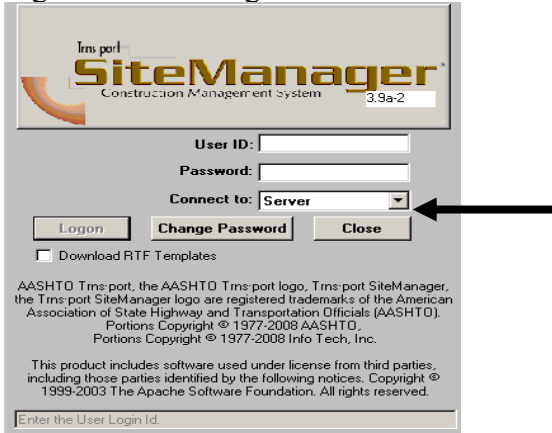 Trns port
SiteManager
Construction Management System
3.9a-2
User ID:
Password:
Connect to: Server
Logon Change Password Close
Download RTF Templates
AASHTO Trns·port, the AASHTO Trns·port logo, Trns·port SiteManager,
the Trns·port SiteManager logo are registered trademarks of the American
Association of State Highway and Transportation Officials (AASHTO).
Portions Copyright © 1977-2008 AASHTO,
Portions Copyright © 1977-2008 Info Tech, Inc.
This product includes software used under license from third parties,
including those parties identified by the following notices. Copyright ©
1999-2003 The Apache Software Foundation. All rights reserved.
Enter the User Login Id.